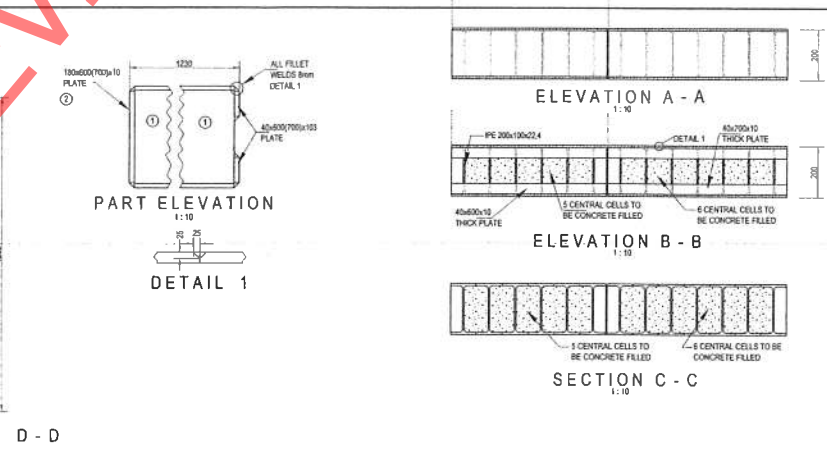 1230
180x600(700)x10
PLATE
2
1
1
ALL FILLET
WELDS 8mm
DETAIL 1
40x600(700)x103
PLATE
PART ELEVATION
1:10
25
25
DETAIL 1
D - D
200
ELEVATION A - A
1:10
IPE 200x100x22,4
DETAIL 1
40x700x10
THICK PLATE
200
40x600x10
THICK PLATE
5 CENTRAL CELLS TO
BE CONCRETE FILLED
6 CENTRAL CELLS TO
BE CONCRETE FILLED
ELEVATION B - B
1:10
5 CENTRAL CELLS TO
BE CONCRETE FILLED
6 CENTRAL CELLS TO BE
CONCRETE FILLED
SECTION C - C
1:10